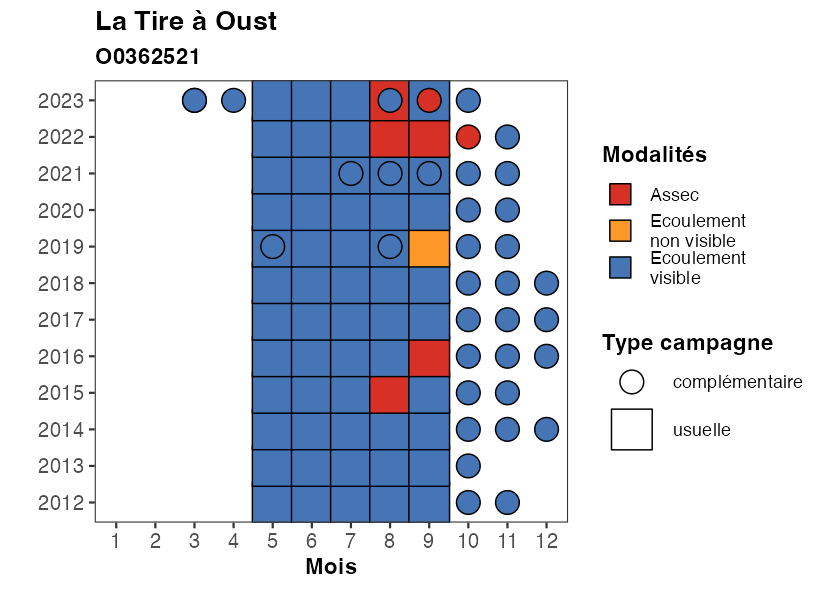 La Tire à Oust
O0362521
2023
2022
2021
2020
2019
2018
2017
2016
2015
2014
2013
2012
1 2 3 4 5 6 7 8 9 10 11 12
Mois
Modalités
Assec
Ecoulement
non visible
Ecoulement
visible
Type campagne
complémentaire
usuelle